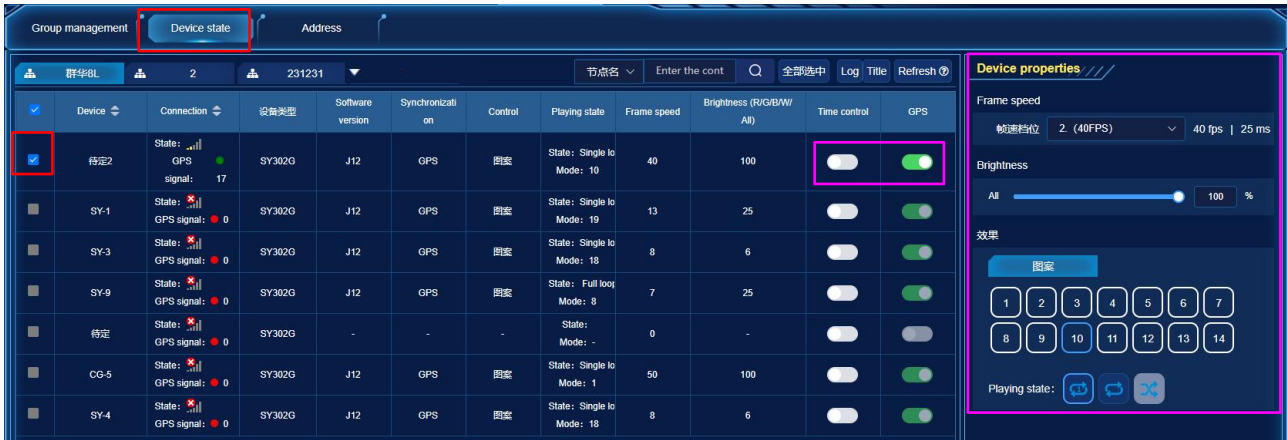 Group management Device state Address
群华8L 2 231231 节点名 Enter the cont 全部选中 Log Title Refresh
Device Connection 设备类型 Software version Synchronizati on Control Playing state Frame speed Brightness (R/G/B/W/ All) Time control GPS
待定2 State: GPS signal: 17 SY302G J12 GPS 图案 State: Single lo Mode: 10 40 100
SY-1 State: GPS signal: 0 SY302G J12 GPS 图案 State: Single lo Mode: 19 13 25
SY-3 State: GPS signal: 0 SY302G J12 GPS 图案 State: Single lo Mode: 18 8 6
SY-9 State: GPS signal: 0 SY302G J12 GPS 图案 State: Full loop Mode: 8 7 25
待定 State: GPS signal: 0 SY302G - - - State: Mode: - 0 -
CG-5 State: GPS signal: 0 SY302G J12 GPS 图案 State: Single lo Mode: 1 50 100
SY-4 State: GPS signal: 0 SY302G J12 GPS 图案 State: Single lo Mode: 18 8 6
Device properties
Frame speed
帧速档位 2. (40FPS) 40 fps | 25 ms
Brightness
All 100 %
效果
图案
1 2 3 4 5 6 7
8 9 10 11 12 13 14
Playing state: